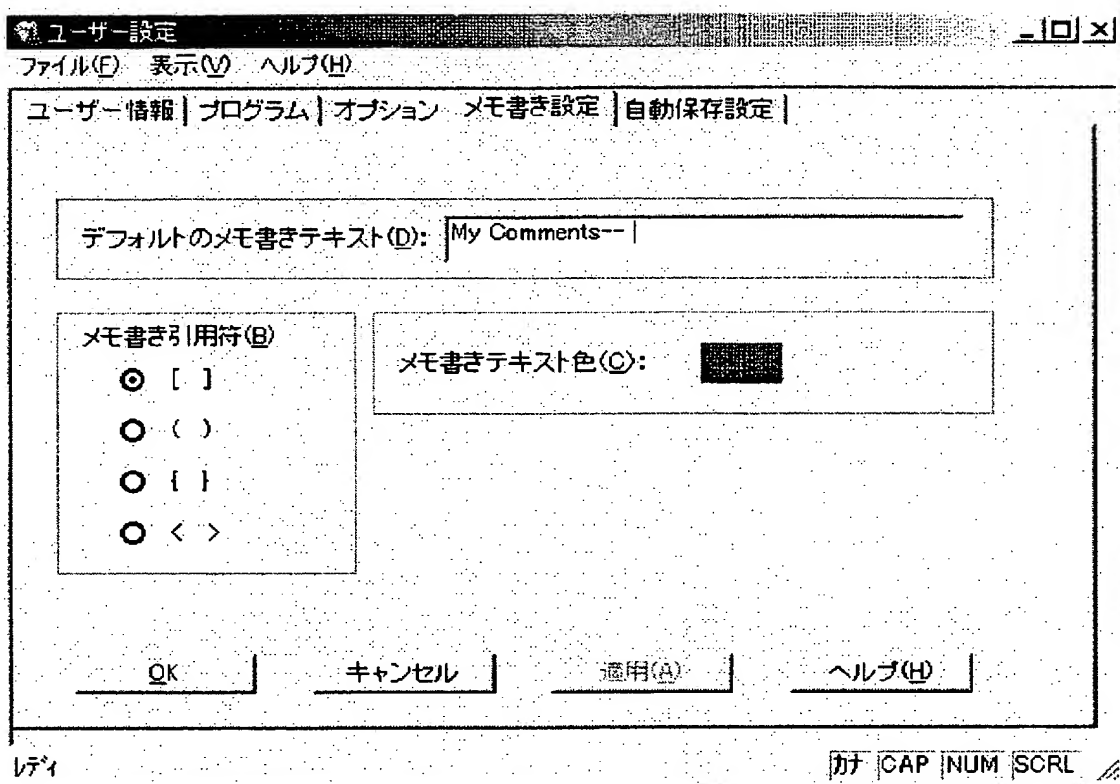 ユーザー設定
ファイル(F) 表示(V) ヘルプ(H)
ユーザー情報 プログラム オプション メモ書き設定 自動保存設定
デフォルトのメモ書きテキスト(D): My Comments--
メモ書き引用符(B)
[ ]
( )
{ }
< >
メモ書きテキスト色(C):
OK キャンセル 適用(A) ヘルプ(H)
レディ カナ CAP NUM SCRL